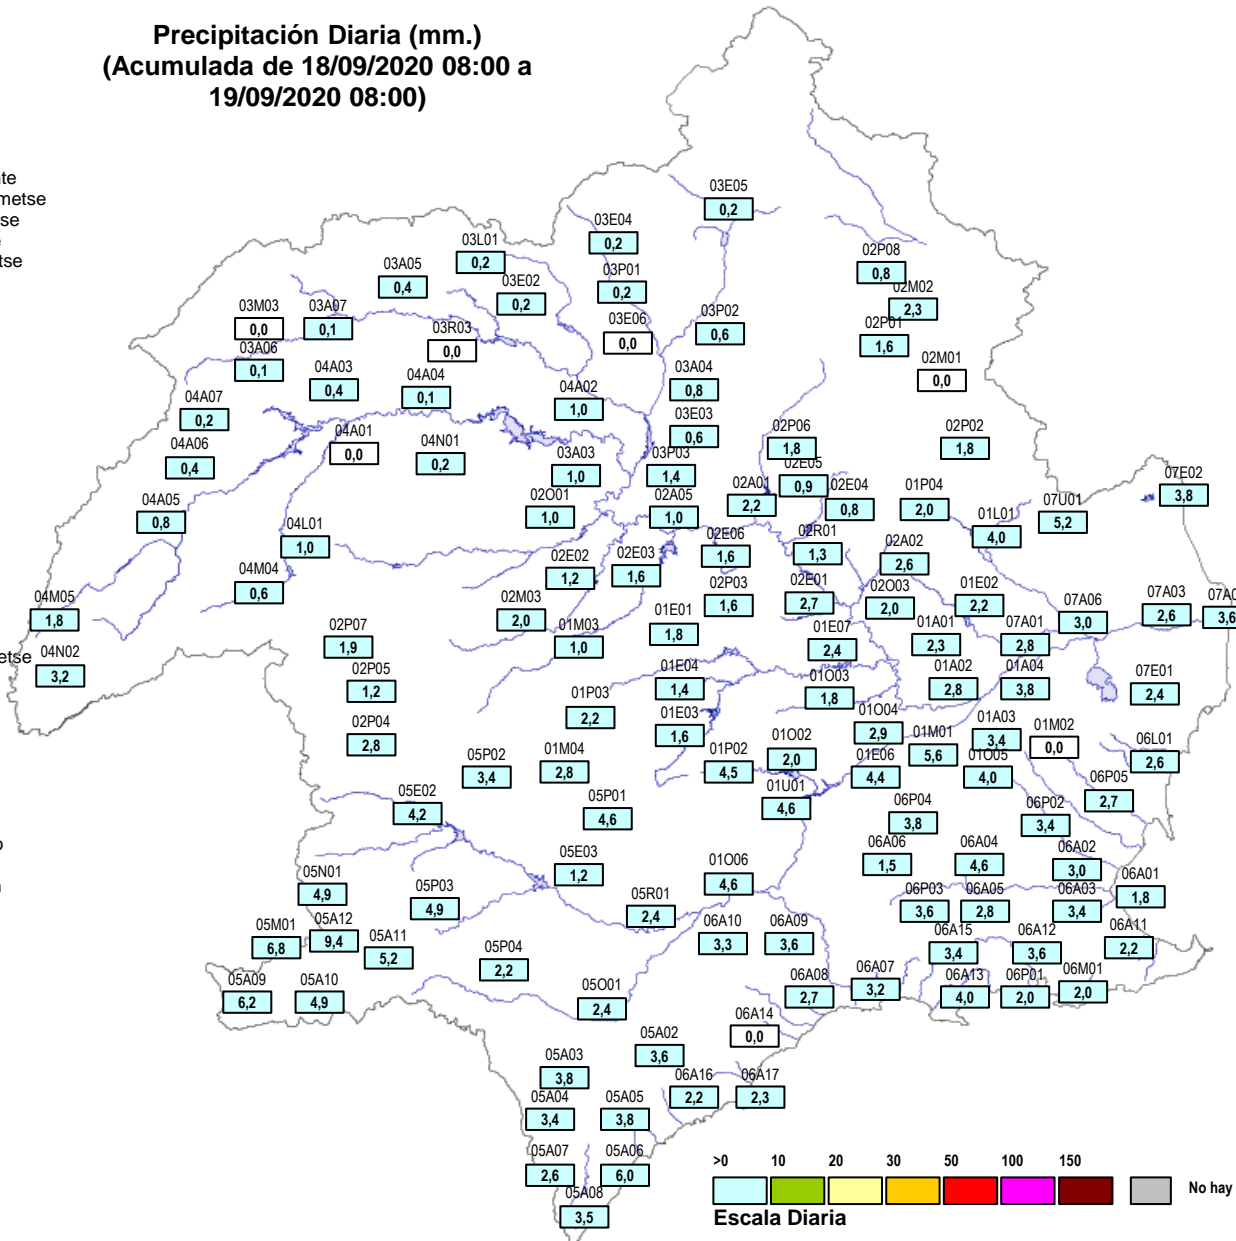 Precipitación Diaria (mm.)
(Acumulada de 18/09/2020 08:00 a
19/09/2020 08:00)
03E05
0,2
03E04
0,2
03L01
0,2
03A05
0,4
03E02
0,2
03P01
0,2
02P08
0,8
02M02
2,3
03M03
0,0
03A07
0,1
03R03
0,0
03E06
0,0
03P02
0,6
02P01
1,6
03A06
0,1
04A03
0,4
04A04
0,1
04A02
1,0
03A04
0,8
02M01
0,0
04A07
0,2
03E03
0,6
04A01
0,0
04N01
0,2
02P06
1,8
02P02
1,8
04A06
0,4
03A03
1,0
03P03
1,4
02E05
0,9
07E02
3,8
04A05
0,8
02O01
1,0
02A05
1,0
02A01
2,2
02E04
0,8
01P04
2,0
07U01
5,2
04L01
1,0
01L01
4,0
02E06
1,6
02R01
1,3
02A02
2,6
04M04
0,6
02E02
1,2
02E03
1,6
04M05
1,8
02M03
2,0
02P03
1,6
02E01
2,7
02O03
2,0
01E02
2,2
07A06
3,0
07A03
2,6
07A0
3,6
02P07
1,9
01M03
1,0
01E01
1,8
01E07
2,4
01A01
2,3
07A01
2,8
etse
04N02
3,2
02P05
1,2
01E04
1,4
01O03
1,8
01A02
2,8
01A04
3,8
07E01
2,4
02P04
2,8
01P03
2,2
01E03
1,6
01O04
2,9
01M01
5,6
01A03
3,4
01M02
0,0
06L01
2,6
05P02
3,4
01M04
2,8
01P02
4,5
01O02
2,0
01E06
4,4
01O05
4,0
06P05
2,7
05E02
4,2
05P01
4,6
01U01
4,6
06P04
3,8
06P02
3,4
05E03
1,2
06A06
1,5
06A04
4,6
06A02
3,0
05N01
4,9
05P03
4,9
05R01
2,4
01O06
4,6
06P03
3,6
06A05
2,8
06A03
3,4
06A01
1,8
05M01
6,8
05A12
9,4
05A11
5,2
05P04
2,2
06A10
3,3
06A09
3,6
06A15
3,4
06A12
3,6
06A11
2,2
05A09
6,2
05A10
4,9
05O01
2,4
06A08
2,7
06A07
3,2
06A13
4,0
06P01
2,0
06M01
2,0
05A02
3,6
06A14
0,0
05A03
3,8
06A16
2,2
06A17
2,3
05A04
3,4
05A05
3,8
05A07
2,6
05A06
6,0
05A08
3,5
>0 10 20 30 50 100 150
No hay
Escala Diaria